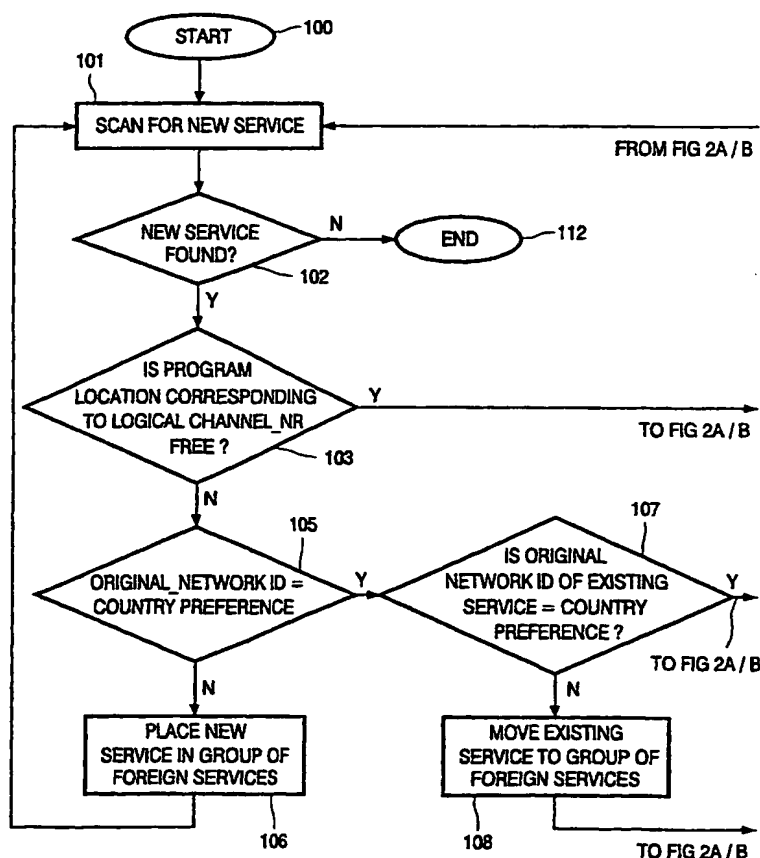 START
100
101
SCAN FOR NEW SERVICE
FROM FIG 2A / B
NEW SERVICE
FOUND?
N
END
112
102
Y
IS PROGRAM
LOCATION CORRESPONDING
TO LOGICAL CHANNEL_NR
FREE ?
Y
TO FIG 2A / B
103
N
105
107
ORIGINAL_NETWORK ID =
COUNTRY PREFERENCE
Y
IS ORIGINAL
NETWORK ID OF EXISTING
SERVICE = COUNTRY
PREFERENCE ?
Y
TO FIG 2A / B
N
N
PLACE NEW
SERVICE IN GROUP OF
FOREIGN SERVICES
MOVE EXISTING
SERVICE TO GROUP OF
FOREIGN SERVICES
106
108
TO FIG 2A / B